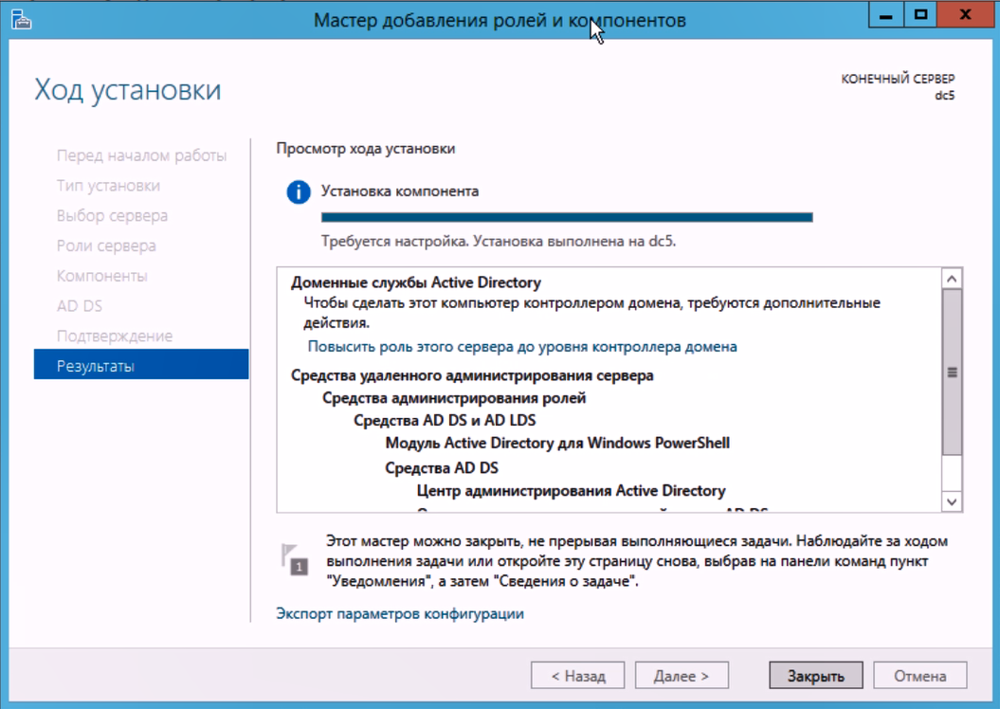 Мастер добавления ролей и компонентов
Ход установки
КОНЕЧНЫЙ СЕРВЕР
dc5
Перед началом работы
Тип установки
Выбор сервера
Роли сервера
Компоненты
AD DS
Подтверждение
Результаты
Просмотр хода установки
Установка компонента
Требуется настройка. Установка выполнена на dc5.
Доменные службы Active Directory
Чтобы сделать этот компьютер контроллером домена, требуются дополнительные
действия.
Повысить роль этого сервера до уровня контроллера домена
Средства удаленного администрирования сервера
Средства администрирования ролей
Средства AD DS и AD LDS
Модуль Active Directory для Windows PowerShell
Средства AD DS
Центр администрирования Active Directory
1
Этот мастер можно закрыть, не прерывая выполняющиеся задачи. Наблюдайте за ходом
выполнения задачи или откройте эту страницу снова, выбрав на панели команд пункт
"Уведомления", а затем "Сведения о задаче".
Экспорт параметров конфигурации
< Назад
Далее >
Закрыть
Отмена